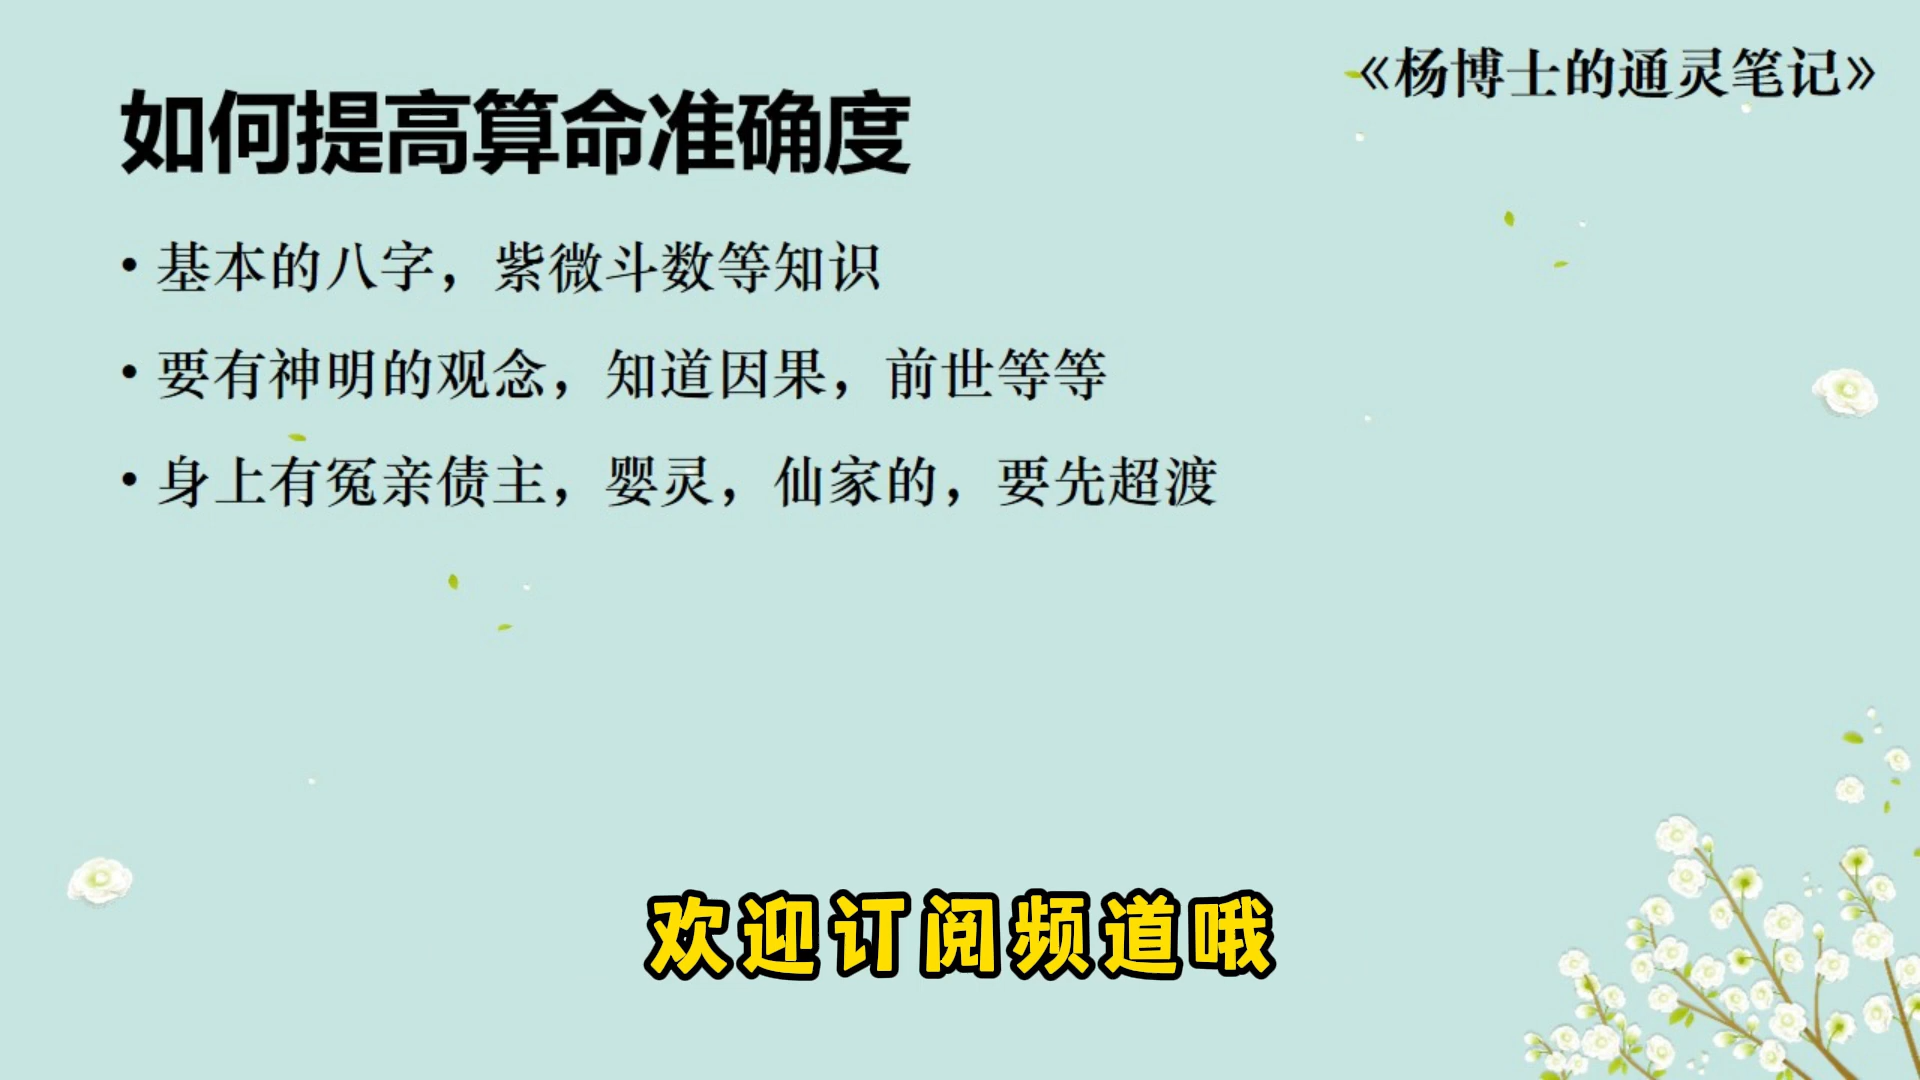 《杨博士的通灵笔记》
如何提高算命准确度
• 基本的八字，紫微斗数等知识
• 要有神明的观念，知道因果，前世等等
• 身上有冤亲债主，婴灵，仙家的，要先超渡
欢迎订阅频道哦